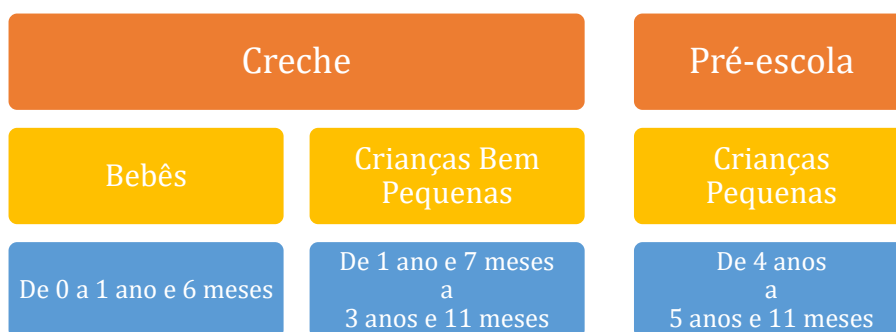 Creche
Pré-escola
Bebês
Crianças Bem
Pequenas
Crianças
Pequenas
De 0 a 1 ano e 6 meses
De 1 ano e 7 meses
a
3 anos e 11 meses
De 4 anos
a
5 anos e 11 meses